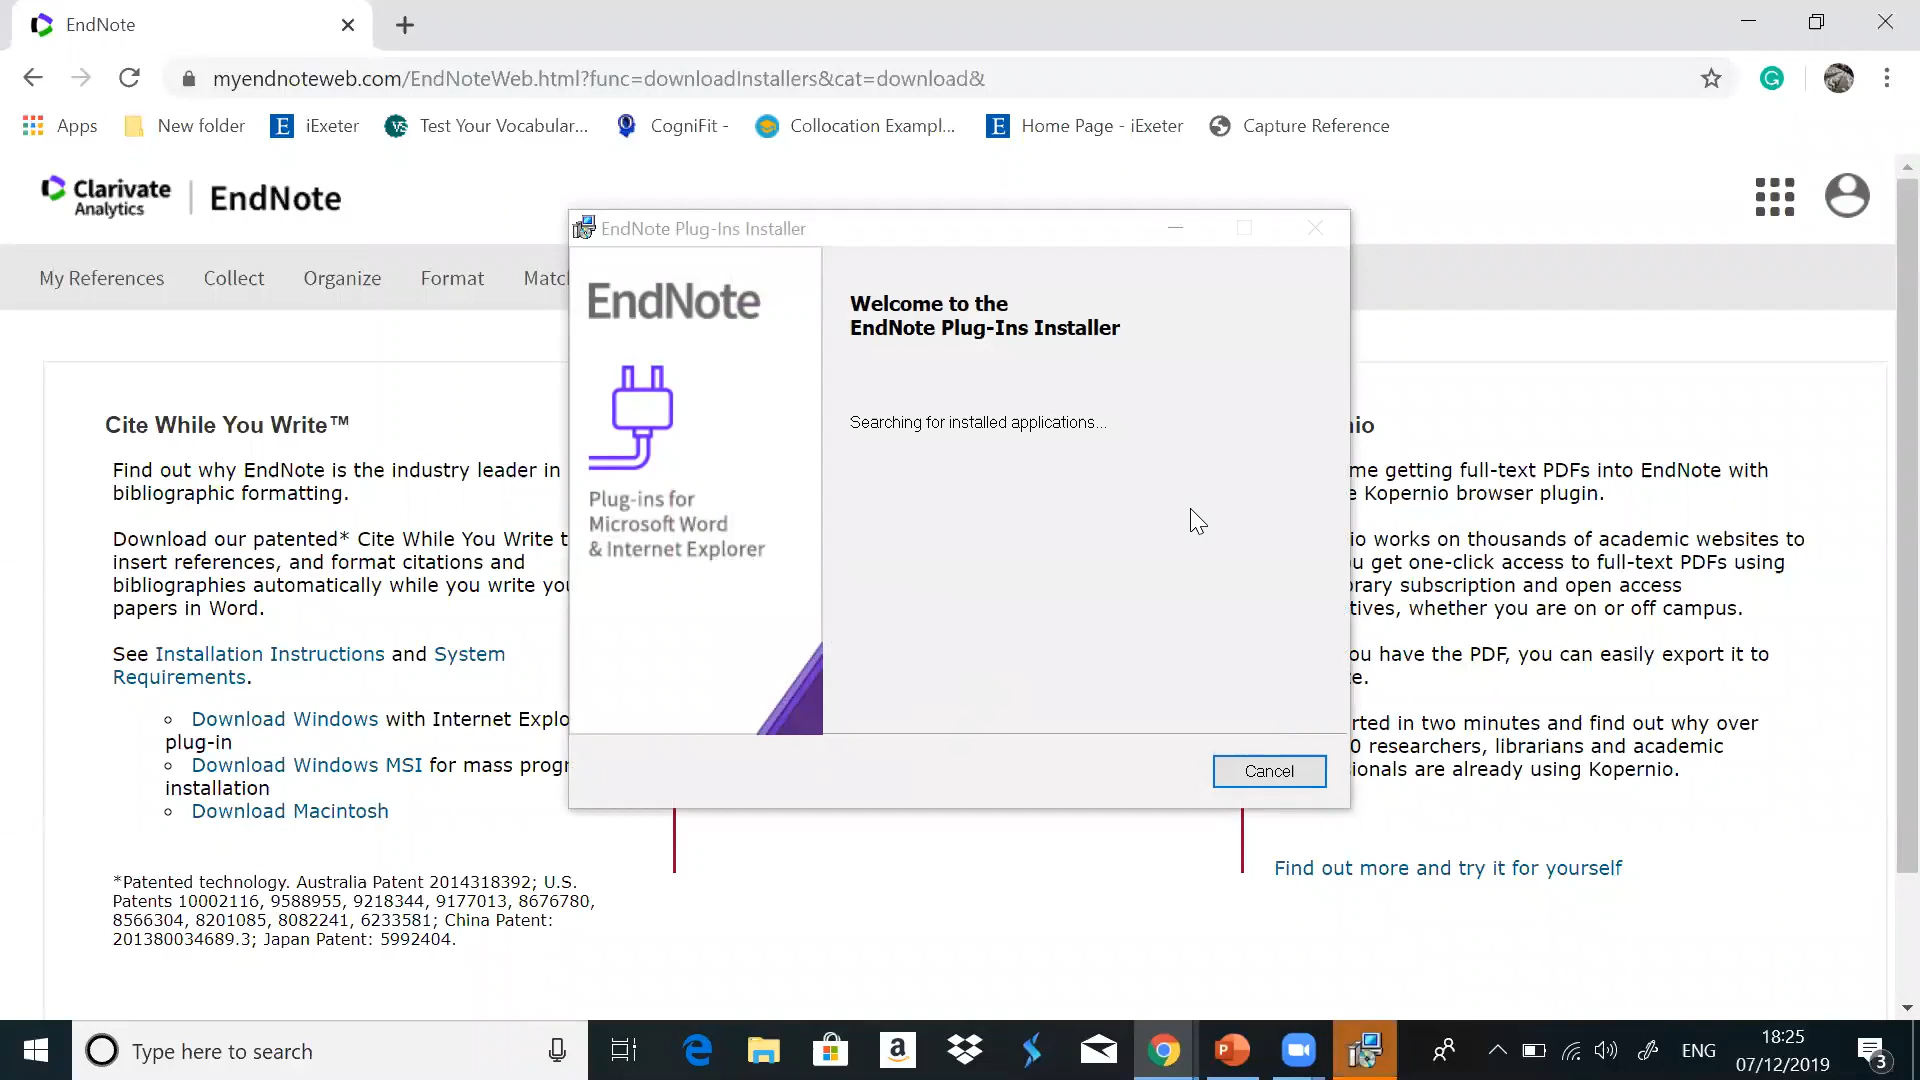 EndNote
myendnoteweb.com/EndNoteWeb.html?func=downloadInstallers&cat=download&
Apps
New folder
iExeter
Test Your Vocabular...
CogniFit -
Collocation Exampl...
Home Page - iExeter
Capture Reference
Clarivate
Analytics
EndNote
My References
Collect
Organize
Format
Matc
EndNote Plug-Ins Installer
EndNote
Plug-ins for
Microsoft Word
& Internet Explorer
Welcome to the
EndNote Plug-Ins Installer
Searching for installed applications...
Cancel
Cite While You Write™
Find out why EndNote is the industry leader in
bibliographic formatting.
Download our patented* Cite While You Write t
insert references, and format citations and
bibliographies automatically while you write you
papers in Word.
See Installation Instructions and System
Requirements.
Download Windows with Internet Explo
plug-in
Download Windows MSI for mass prog
installation
Download Macintosh
*Patented technology. Australia Patent 2014318392; U.S.
Patents 10002116, 9588955, 9218344, 9177013, 8676780,
8566304, 8201085, 8082241, 6233581; China Patent:
201380034689.3; Japan Patent: 5992404.
nio
me getting full-text PDFs into EndNote with
e Kopernio browser plugin.
io works on thousands of academic websites to
u get one-click access to full-text PDFs using
brary subscription and open access
tives, whether you are on or off campus.
ou have the PDF, you can easily export it to
te.
rted in two minutes and find out why over
0 researchers, librarians and academic
sionals are already using Kopernio.
Find out more and try it for yourself
Type here to search
ENG
18:25
07/12/2019
3